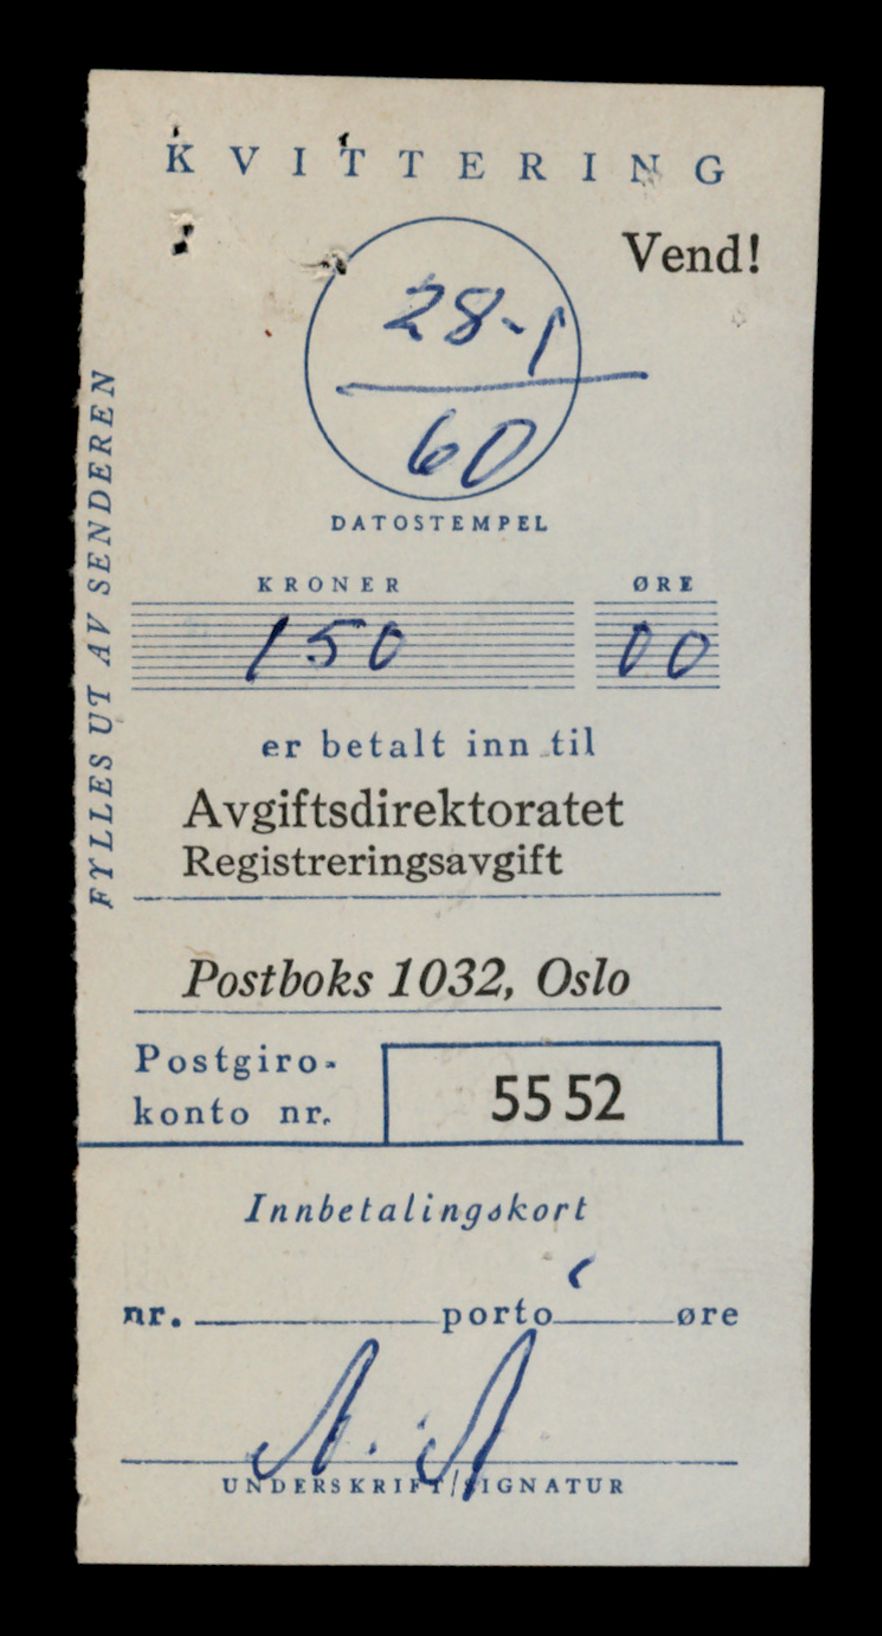 KVITTERING
Vend!
28-1
60
DATOSTEMPEL
FYLLES UT AV SENDEREN
KRONER ØRE
150 00
er betalt inn til
Avgiftsdirektoratet
Registreringsavgift
Postboks 1032, Oslo
Postgiro-
konto nr.
55 52
Innbetalingskort
nr. porto øre
UNDERSKRIFT/SIGNATUR